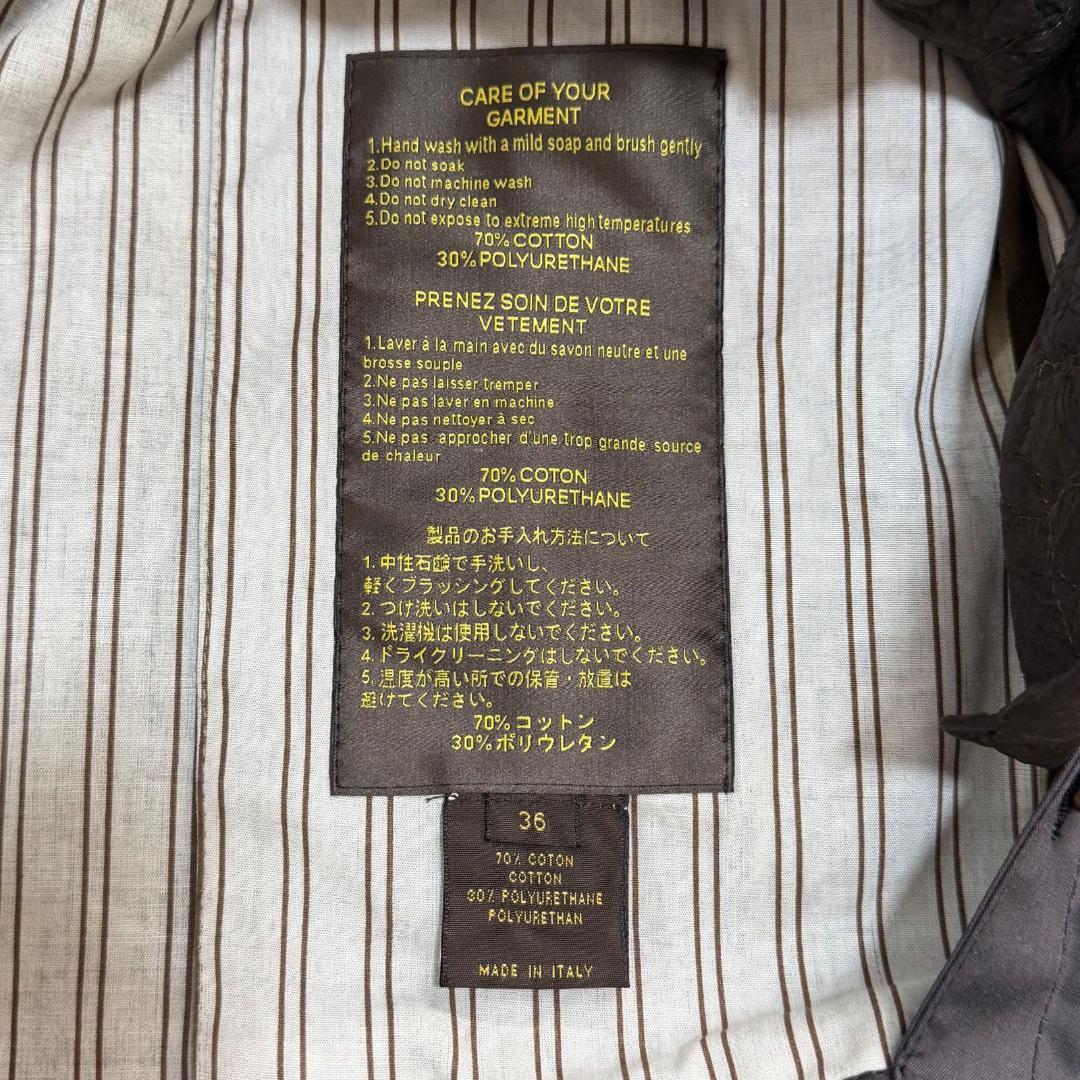 CARE OF YOUR
GARMENT
1.Hand wash with a mild soap and brush gently
2.Do not soak
3.Do not machine wash
4.Do not dry clean
5.Do not expose to extreme high temperatures
70% COTTON
30% POLYURETHANE
PRENEZ SOIN DE VOTRE
VETEMENT
1.Laver à la main avec du savon neutre et une
brosse souple
2.Ne pas laisser tremper
3.Ne pas laver en machine
4.Ne pas nettoyer à sec
5.Ne pas approcher d'une trop grande source
de chaleur
70% COTON
30% POLYURETHANE
製品のお手入れ方法について
1. 中性石鹸で手洗いし、
軽くブラッシングしてください。
2. つけ洗いはしないでください。
3. 洗濯機は使用しないでください。
4. ドライクリーニングはしないでください。
5. 温度が高い所での保管・放置は
避けてください。
70% コットン
30% ポリウレタン
36
70% COTON
COTTON
30% POLYURETHANE
POLYURETHAN
MADE IN ITALY